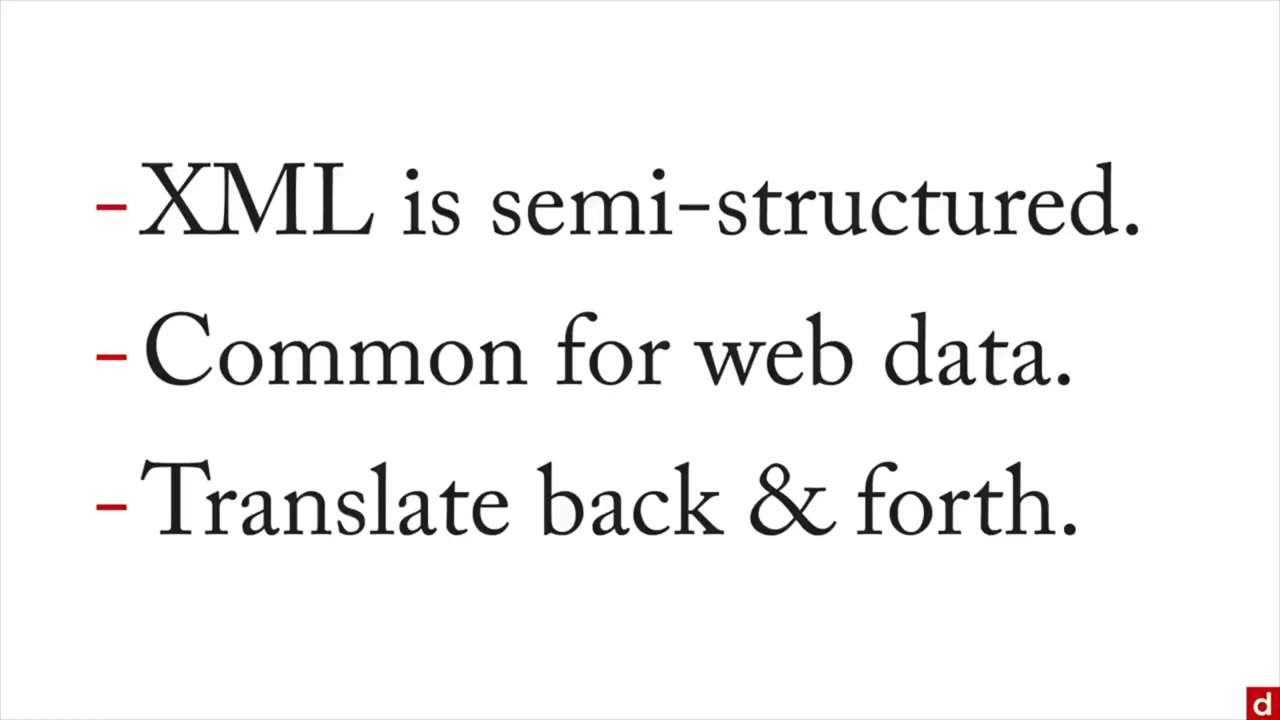 - XML is semi-structured.
- Common for web data.
- Translate back & forth.
d